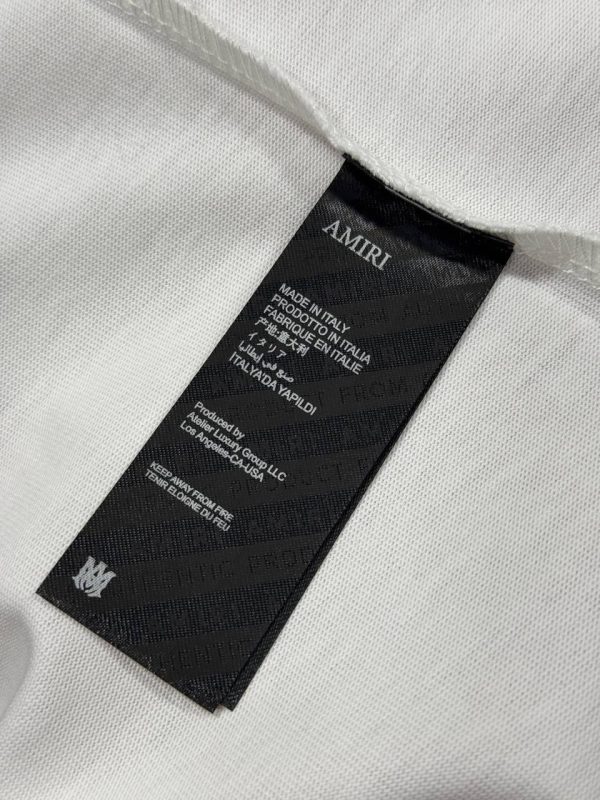 AMIRI
MADE IN ITALY
PRODOTTO IN ITALIA
FABRIQUE EN ITALIE
产地:意大利
イタリア
صنع في إيطاليا
ITALYA'DA YAPILDI
Produced by
Atelier Luxury Group LLC
Los Angeles-CA-USA
KEEP AWAY FROM FIRE
TENIR ELOIGNE DU FEU